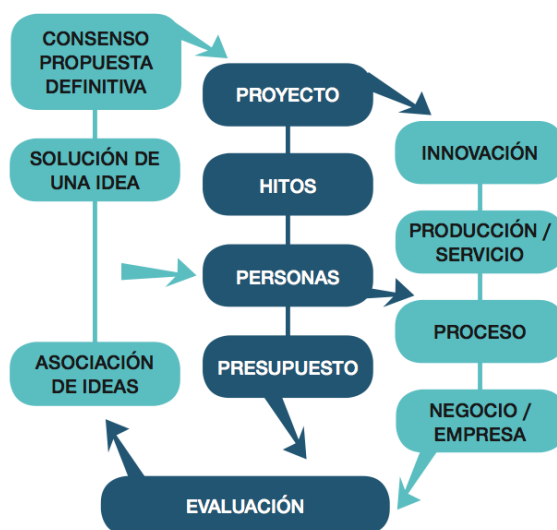 CONSENSO
PROPUESTA
DEFINITIVA
SOLUCIÓN DE
UNA IDEA
ASOCIACIÓN
DE IDEAS
PROYECTO
HITOS
PERSONAS
PRESUPUESTO
INNOVACIÓN
PRODUCCIÓN /
SERVICIO
PROCESO
NEGOCIO /
EMPRESA
EVALUACIÓN